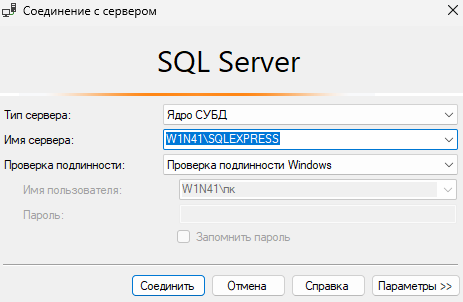 Соединение с сервером
SQL Server
Тип сервера: Ядро СУБД
Имя сервера: W1N41\SQLEXPRESS
Проверка подлинности: Проверка подлинности Windows
Имя пользователя: W1N41\пк
Пароль:
Запомнить пароль
Соединить Отмена Справка Параметры >>